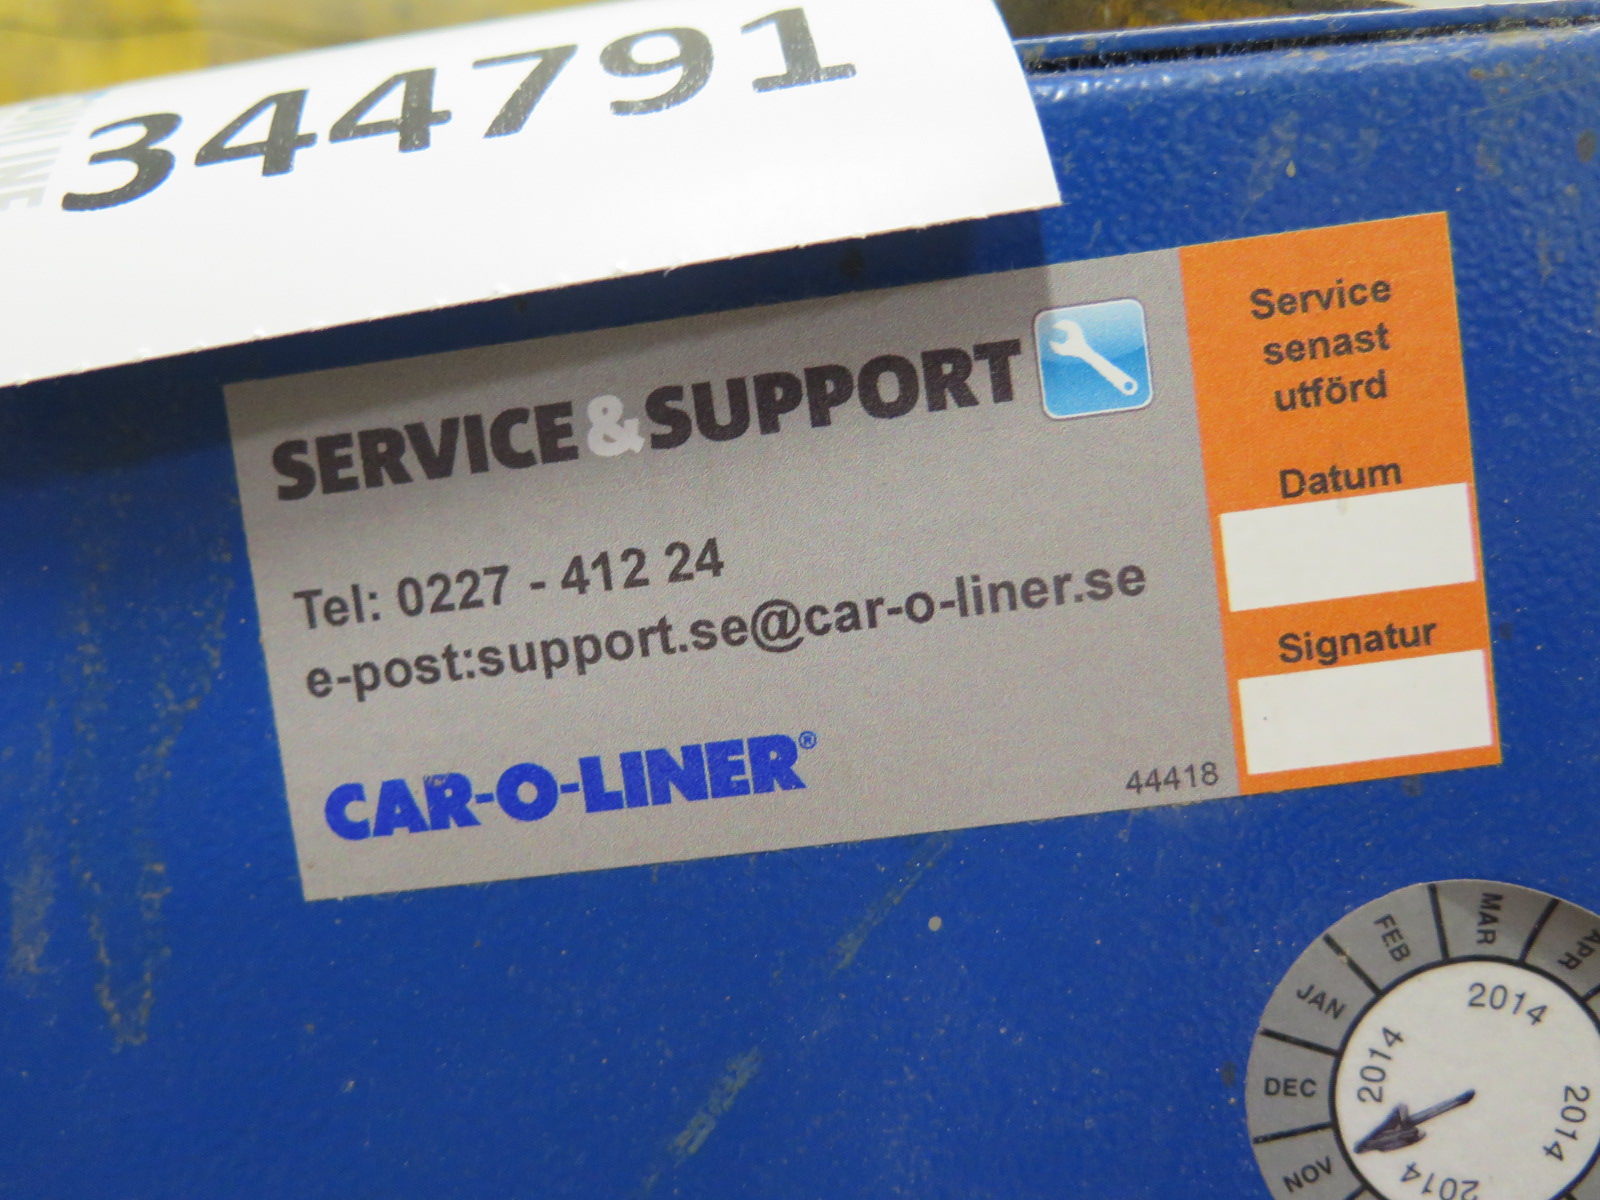 344791
SERVICE & SUPPORT
Tel: 0227 - 412 24
e-post:support.se@car-o-liner.se
CAR-O-LINER®
44418
Service
senast
utförd
Datum
Signatur
NOV
DEC
JAN
FEB
MAR
APR
2014
2014
2014
2014
2014